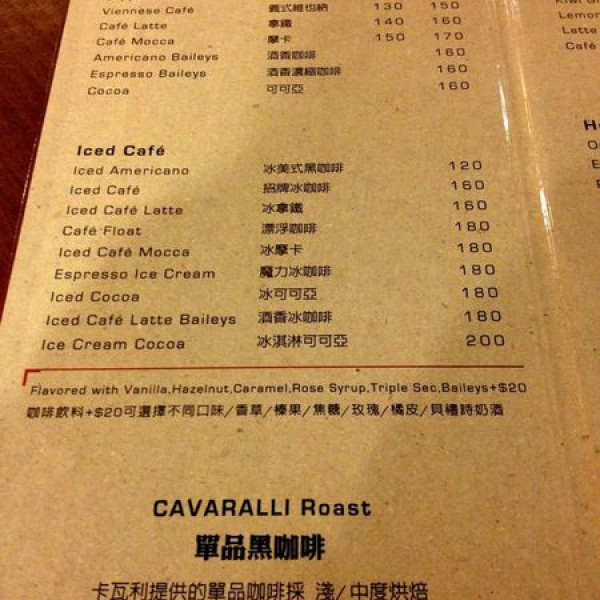 Viennese Café 義式維也納 130 150
Café Latte 拿鐵 140 160
Café Mocca 摩卡 150 170
Americano Baileys 酒香咖啡 160
Espresso Baileys 酒香濃縮咖啡 160
Cocoa 可可亞 160
Iced Café
Iced Americano 冰美式黑咖啡 120
Iced Café 招牌冰咖啡 160
Iced Café Latte 冰拿鐵 160
Café Float 漂浮咖啡 180
Iced Café Mocca 冰摩卡 180
Espresso Ice Cream 魔力冰咖啡 180
Iced Cocoa 冰可可亞 180
Iced Café Latte Baileys 酒香冰咖啡 180
Ice Cream Cocoa 冰淇淋可可亞 200
Flavored with Vanilla,Hazelnut,Caramel,Rose Syrup,Triple Sec,Baileys+$20
咖啡飲料+$20可選擇不同口味/香草/榛果/焦糖/玫瑰/橘皮/貝禮詩奶酒
CAVARALLI Roast
單品黑咖啡
卡瓦利提供的單品咖啡採 淺/中度烘焙
Kiwi
Lemon
Latte
Café